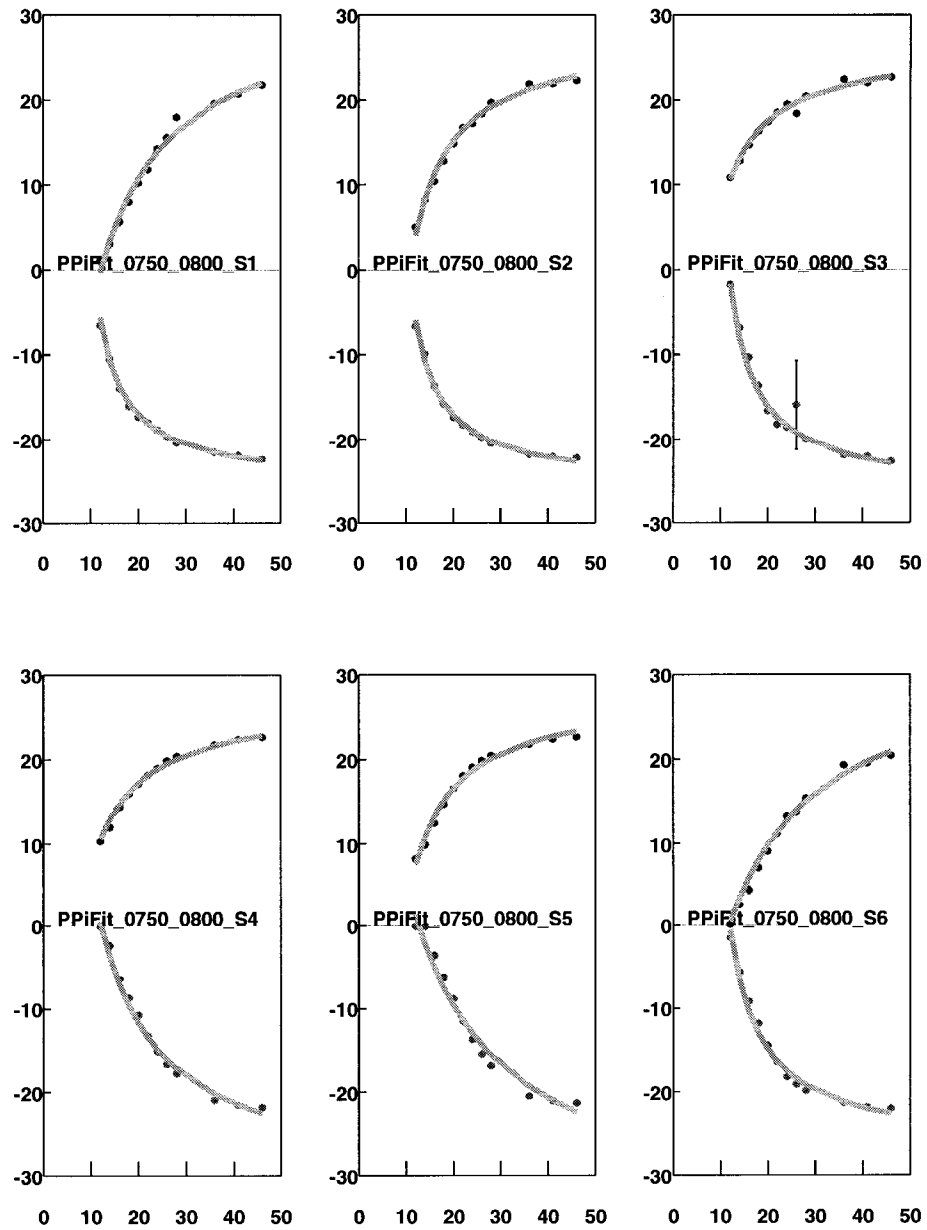 30 30 30
20 20 20
10 10 10
PPiFit_0750_0800_S1 PPiFit_0750_0800_S2 PPiFit_0750_0800_S3
0 0 0
-10 -10 -10
-20 -20 -20
-30 -30 -30
0 10 20 30 40 50 0 10 20 30 40 50 0 10 20 30 40 50
30 30 30
20 20 20
10 10 10
PPiFit_0750_0800_S4 PPiFit_0750_0800_S5 PPiFit_0750_0800_S6
0 0 0
-10 -10 -10
-20 -20 -20
-30 -30 -30
0 10 20 30 40 50 0 10 20 30 40 50 0 10 20 30 40 50